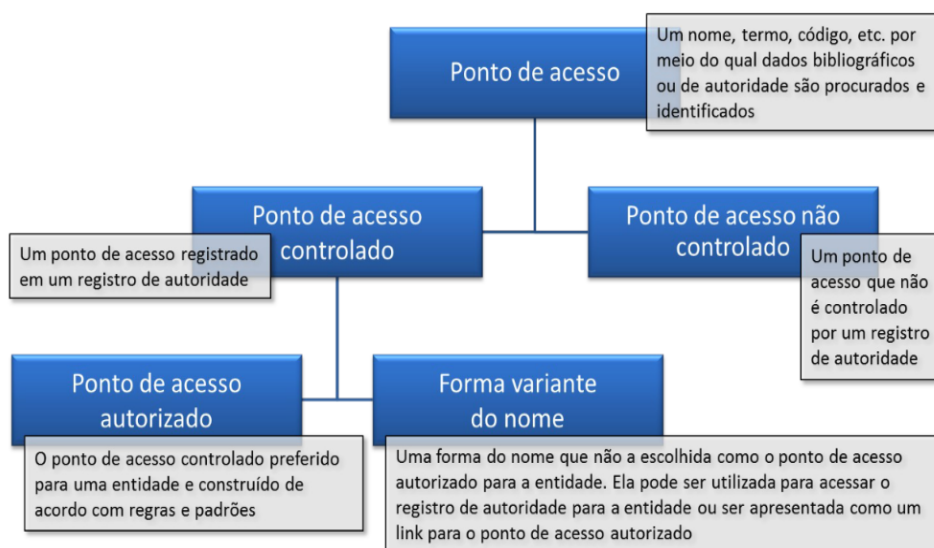 Ponto de acesso
Um nome, termo, código, etc. por
meio do qual dados bibliográficos
ou de autoridade são procurados e
identificados
Ponto de acesso
controlado
Um ponto de acesso registrado
em um registro de autoridade
Ponto de acesso não
controlado
Um ponto de
acesso que não
é controlado
por um registro
de autoridade
Ponto de acesso
autorizado
O ponto de acesso controlado preferido
para uma entidade e construído de
acordo com regras e padrões
Forma variante
do nome
Uma forma do nome que não a escolhida como o ponto de acesso
autorizado para a entidade. Ela pode ser utilizada para acessar o
registro de autoridade para a entidade ou ser apresentada como um
link para o ponto de acesso autorizado